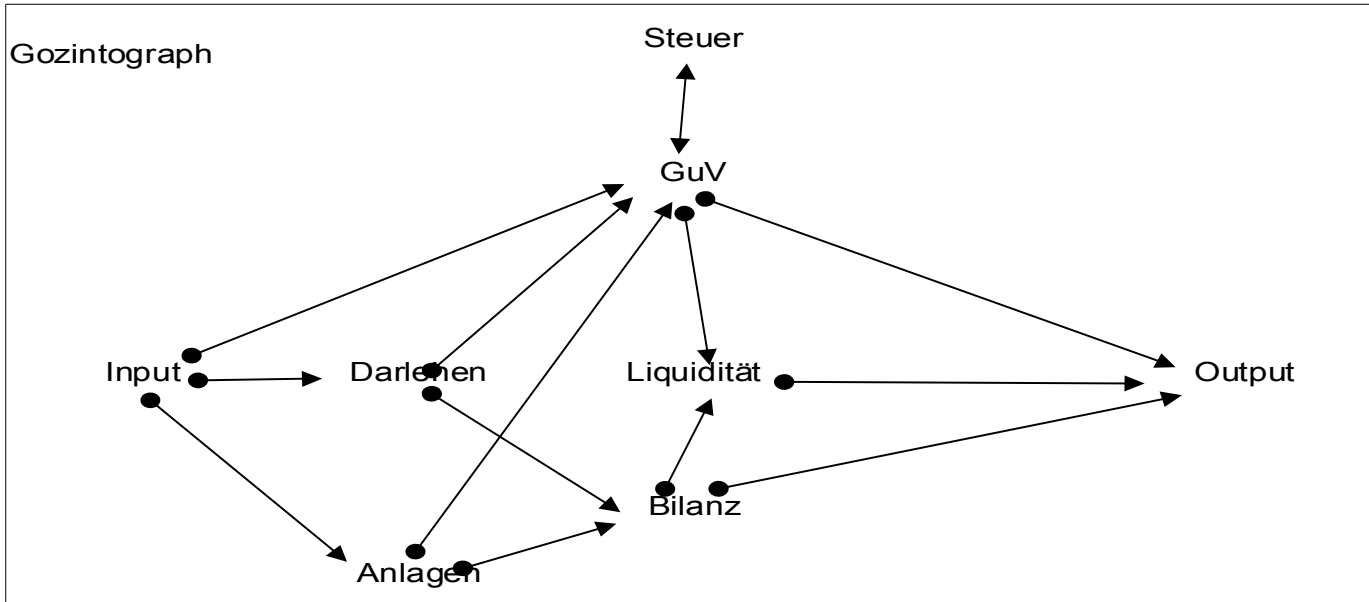 Steuer
Gozintograph
GuV
Input
Darlehen
Liquidität
Output
Bilanz
Anlagen